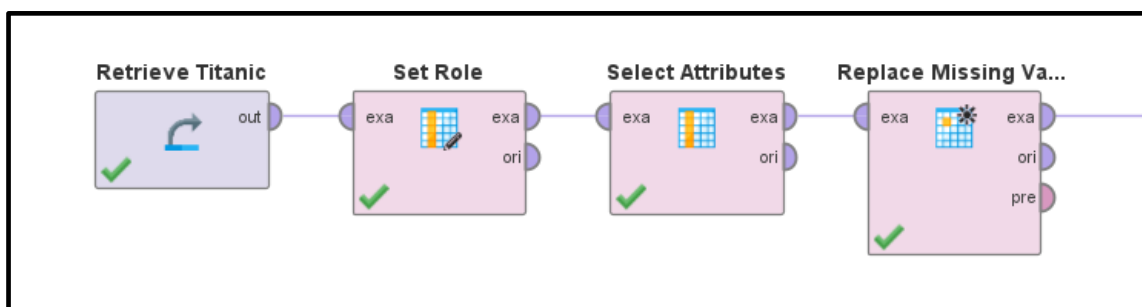 Retrieve Titanic
out
Set Role
exa
exa
ori
Select Attributes
exa
exa
ori
Replace Missing Va...
exa
exa
ori
pre